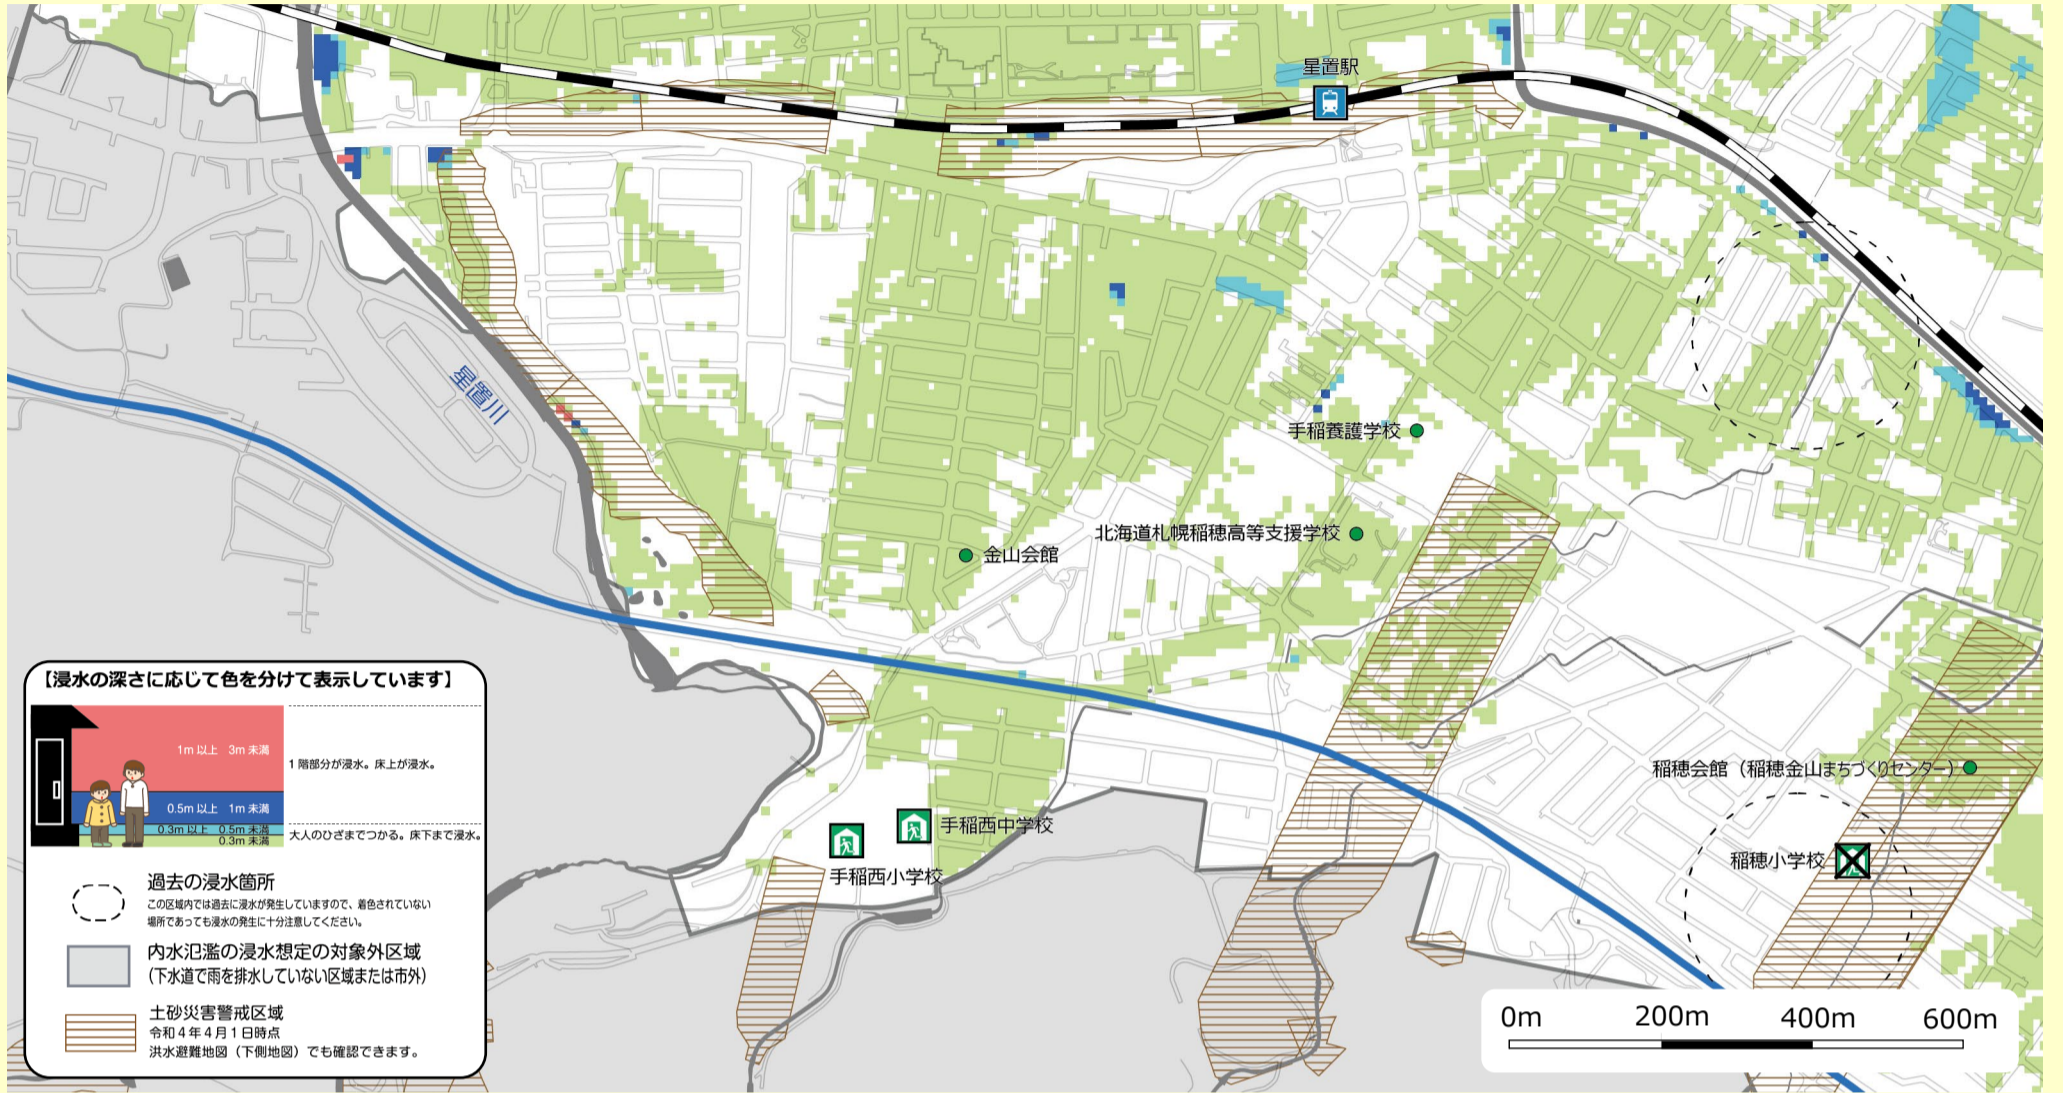 星置駅
星置川
手稲養護学校
北海道札幌稲穂高等支援学校
金山会館
稲穂会館（稲穂金山まちづくりセンター）
手稲西中学校
手稲西小学校
稲穂小学校
【浸水の深さに応じて色を分けて表示しています】
1m 以上　3m 未満
1 階部分が浸水。床上が浸水。
0.5m 以上　1m 未満
0.3m 以上　0.5m 未満
0.3m 未満
大人のひざまでつかる。床下まで浸水。
過去の浸水箇所
この区域内では過去に浸水が発生していますので、着色されていない
場所であっても浸水の発生に十分注意してください。
内水氾濫の浸水想定の対象外区域
（下水道で雨を排水していない区域または市外）
土砂災害警戒区域
令和４年４月１日時点
洪水避難地図（下側地図）でも確認できます。
0m 200m 400m 600m